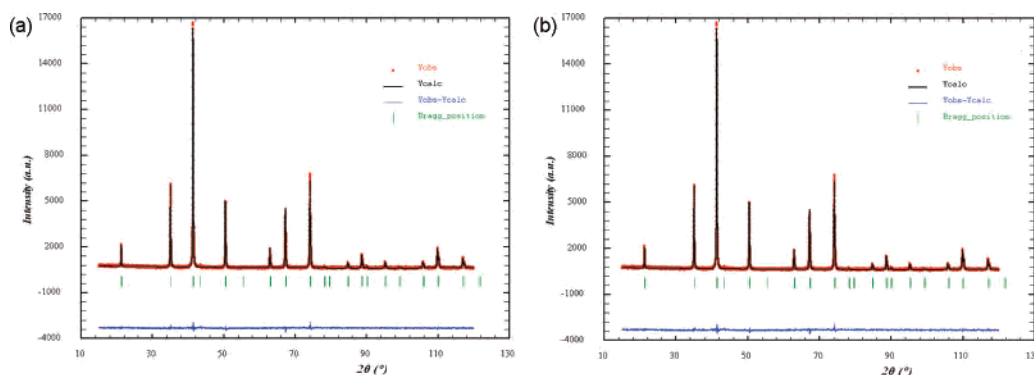 (a)
17000
14000
11000
8000
5000
2000
-1000
-4000
Intensity (a.u.)
10
30
50
70
90
110
130
2θ (°)
Yobs
Ycalc
Yobs-Ycalc
Bragg_position
(b)
17000
14000
11000
8000
5000
2000
-1000
-4000
Intensity (a.u.)
10
30
50
70
90
110
130
2θ (°)
Yobs
Ycalc
Yobs-Ycalc
Bragg_position